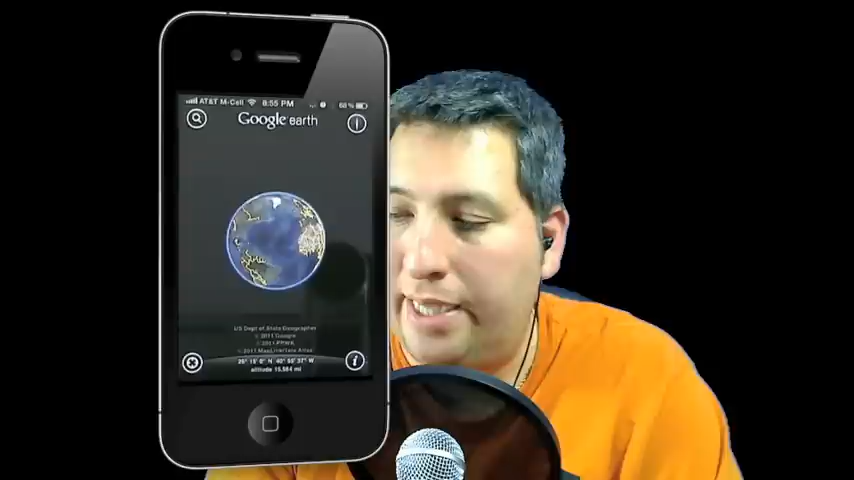 AT&T M-Cell 8:55 PM 68%
Google earth
US Dept of State Geographer
© 2011 Google
© 2011
altitude 15,584 mi